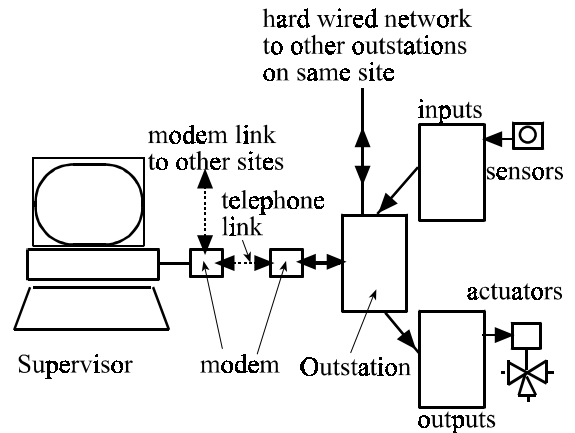 hard wired network
to other outstations
on same site
inputs
modem link
to other sites
sensors
telephone
link
actuators
Supervisor
modem
Outstation
outputs